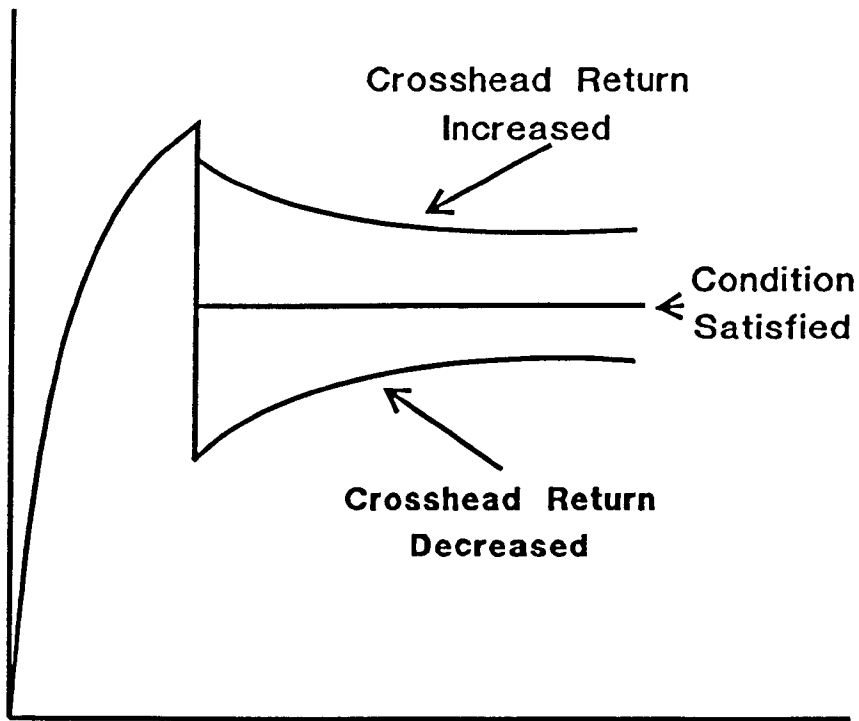 Crosshead Return
Increased
Condition
Satisfied
Crosshead Return
Decreased